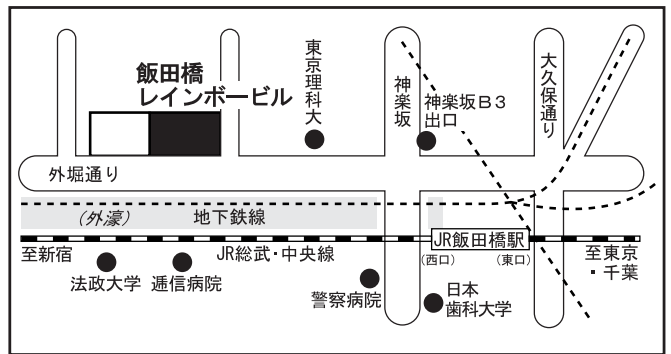 飯田橋
レインボービル
東京理科大
神楽坂
神楽坂B3
出口
大久保通り
外堀通り
(外濠)
地下鉄線
JR飯田橋駅
(西口)
(東口)
至新宿
JR総武・中央線
至東京
・千葉
法政大学
逓信病院
警察病院
日本
歯科大学